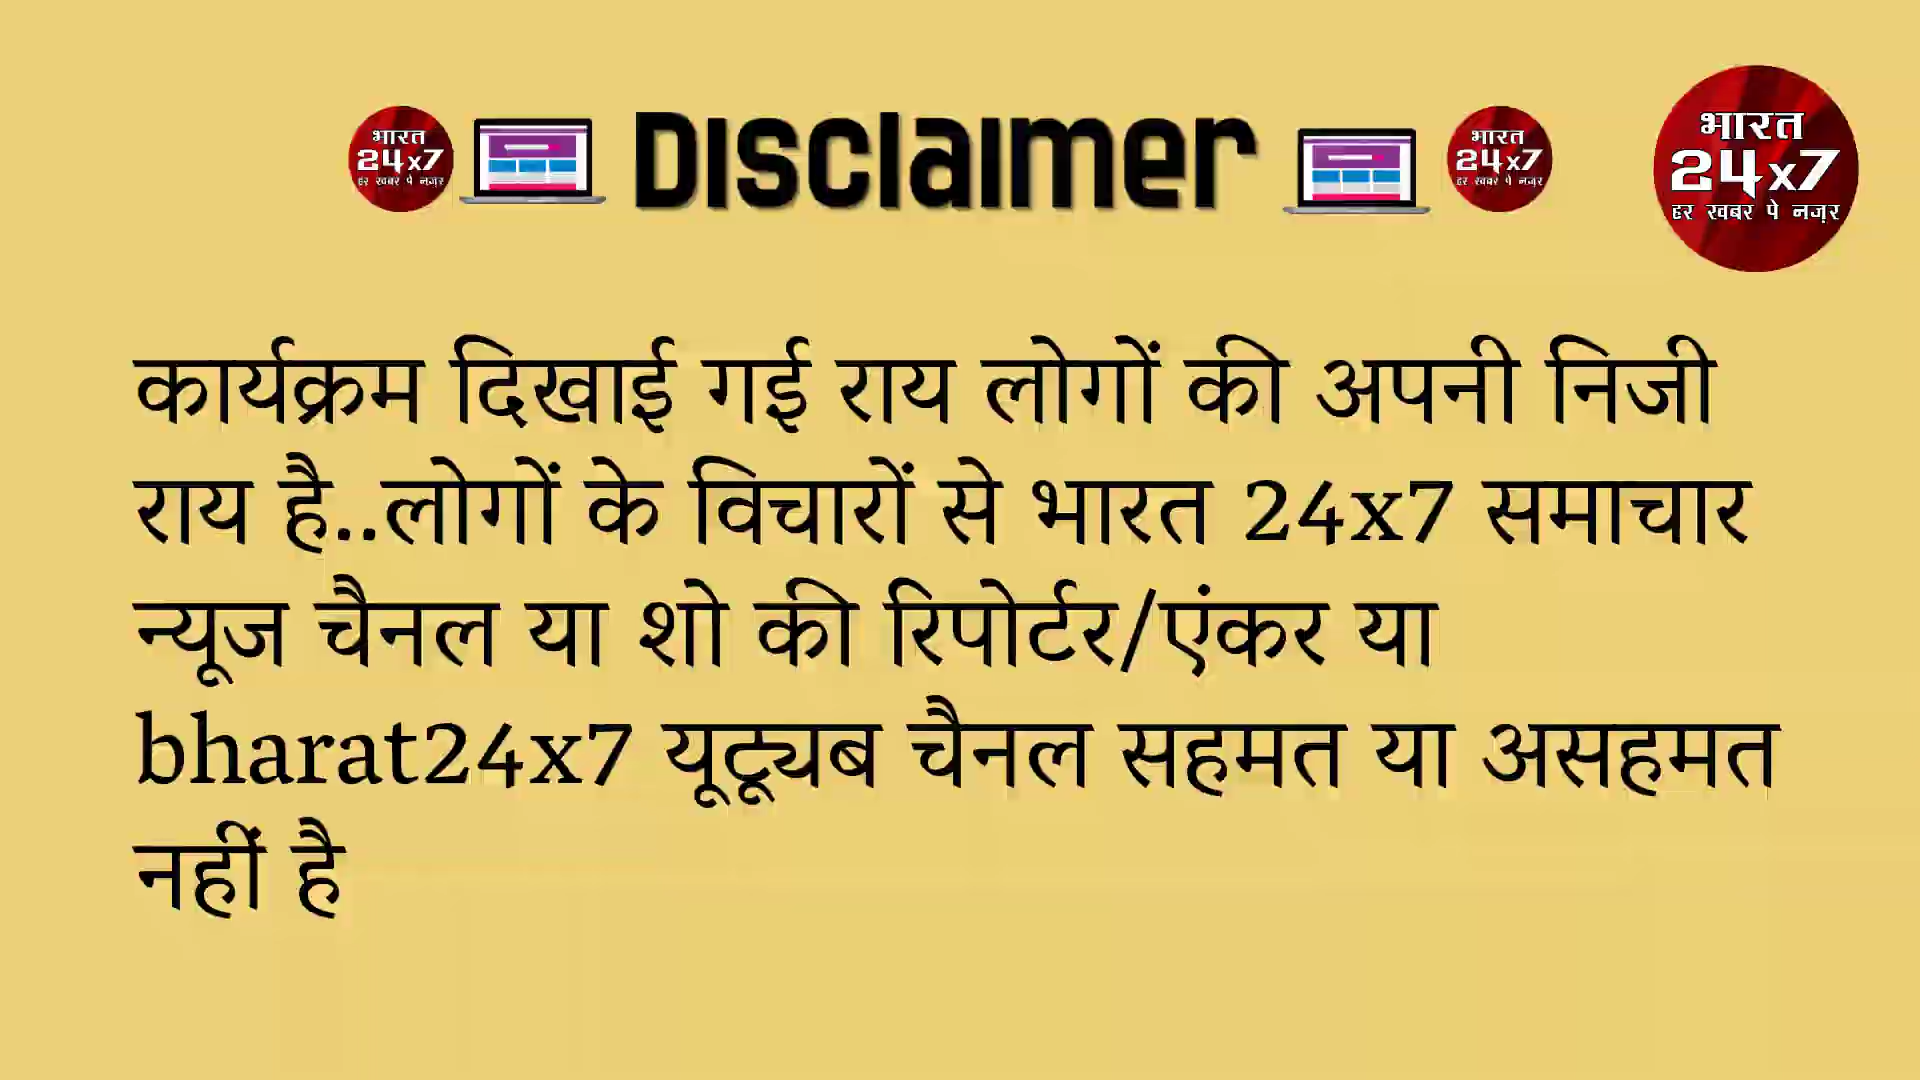 भारत
24x7
हर खबर पे नज़र
Disclaimer
भारत
24x7
हर खबर पे नज़र
भारत
24x7
हर खबर पे नज़र
कार्यक्रम दिखाई गई राय लोगों की अपनी निजी
राय है..लोगों के विचारों से भारत 24x7 समाचार
न्यूज चैनल या शो की रिपोर्टर/एंकर या
bharat24x7 यूट्यूब चैनल सहमत या असहमत
नहीं है